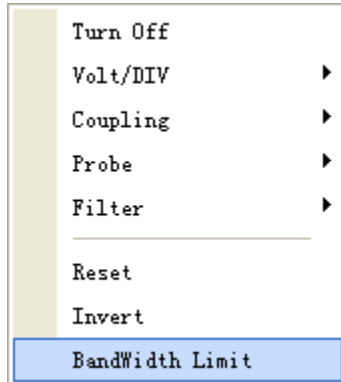 Turn Off
Volt/DIV
Coupling
Probe
Filter
Reset
Invert
BandWidth Limit